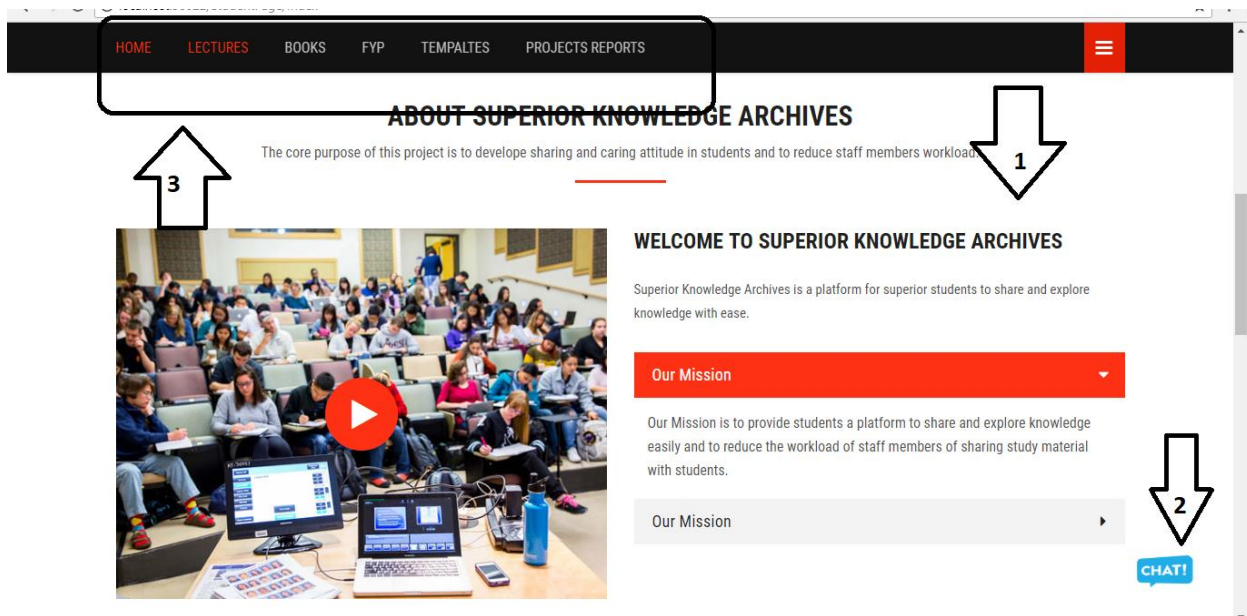 HOME LECTURES BOOKS FYP TEMPALTES PROJECTS REPORTS
ABOUT SUPERIOR KNOWLEDGE ARCHIVES
The core purpose of this project is to develope sharing and caring attitude in students and to reduce staff members workload.
1
3
WELCOME TO SUPERIOR KNOWLEDGE ARCHIVES
Superior Knowledge Archives is a platform for superior students to share and explore
knowledge with ease.
Our Mission
Our Mission is to provide students a platform to share and explore knowledge
easily and to reduce the workload of staff members of sharing study material
with students.
Our Mission
2
CHAT!